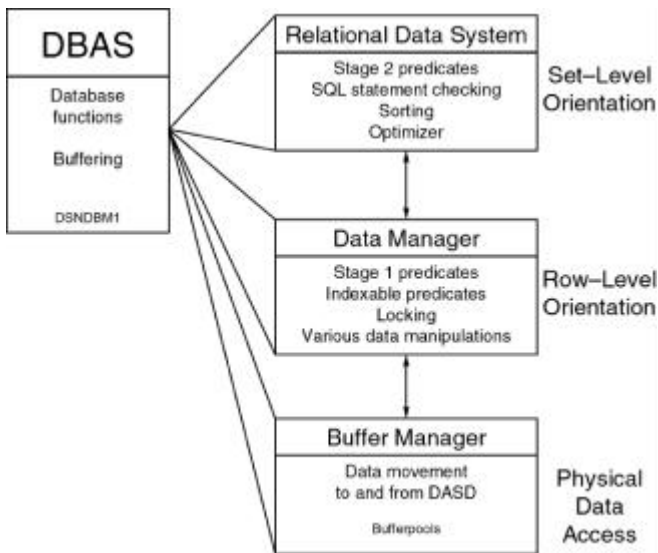 DBAS
Database
functions
Buffering
DSNDBM1
Relational Data System
Stage 2 predicates
SQL statement checking
Sorting
Optimizer
Set–Level
Orientation
Data Manager
Stage 1 predicates
Indexable predicates
Locking
Various data manipulations
Row–Level
Orientation
Buffer Manager
Data movement
to and from DASD
Bufferpools
Physical
Data
Access